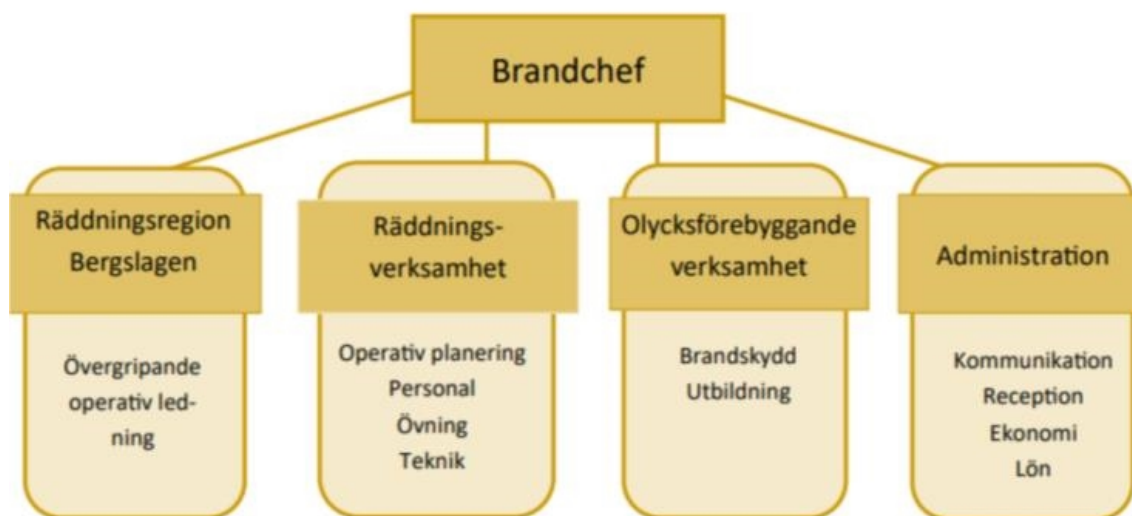 Brandchef
Räddningsregion
Bergslagen
Övergripande
operativ led-
ning
Räddnings-
verksamhet
Operativ planering
Personal
Övning
Teknik
Olycksförebyggande
verksamhet
Brandskydd
Utbildning
Administration
Kommunikation
Reception
Ekonomi
Lön